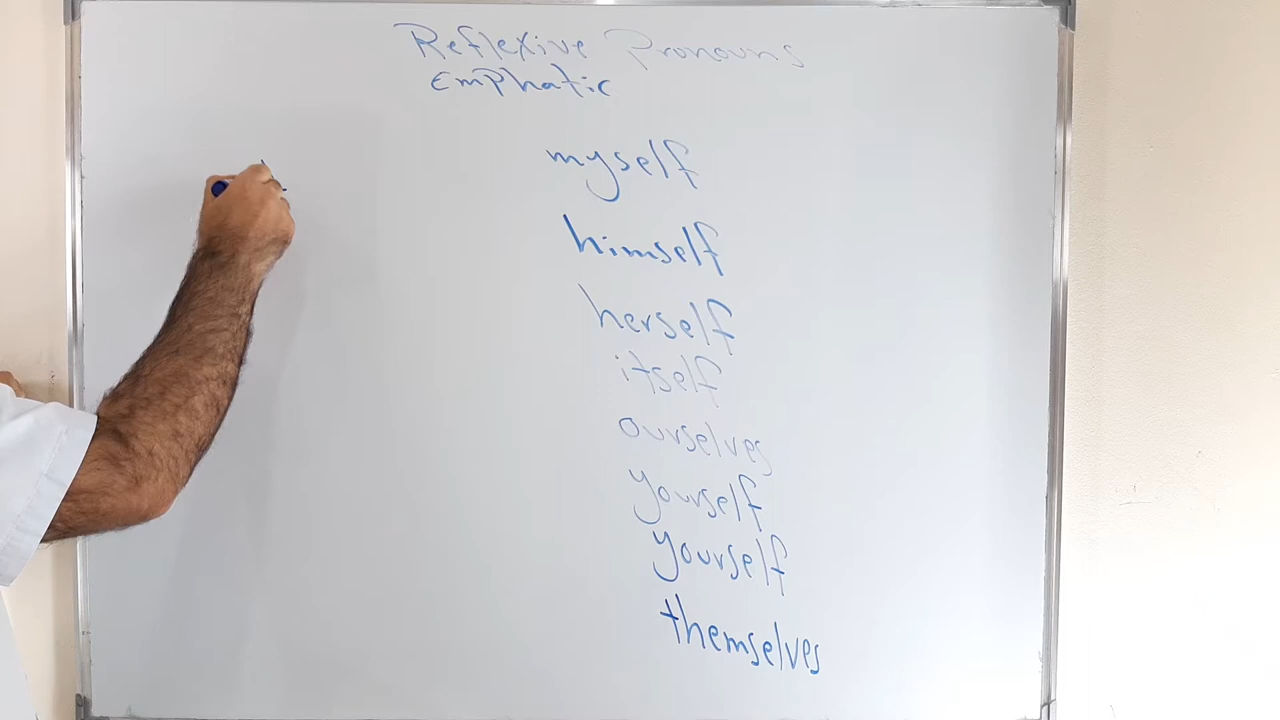 Reflexive Pronouns
Emphatic
myself
himself
herself
itself
ourselves
yourself
yourself
themselves